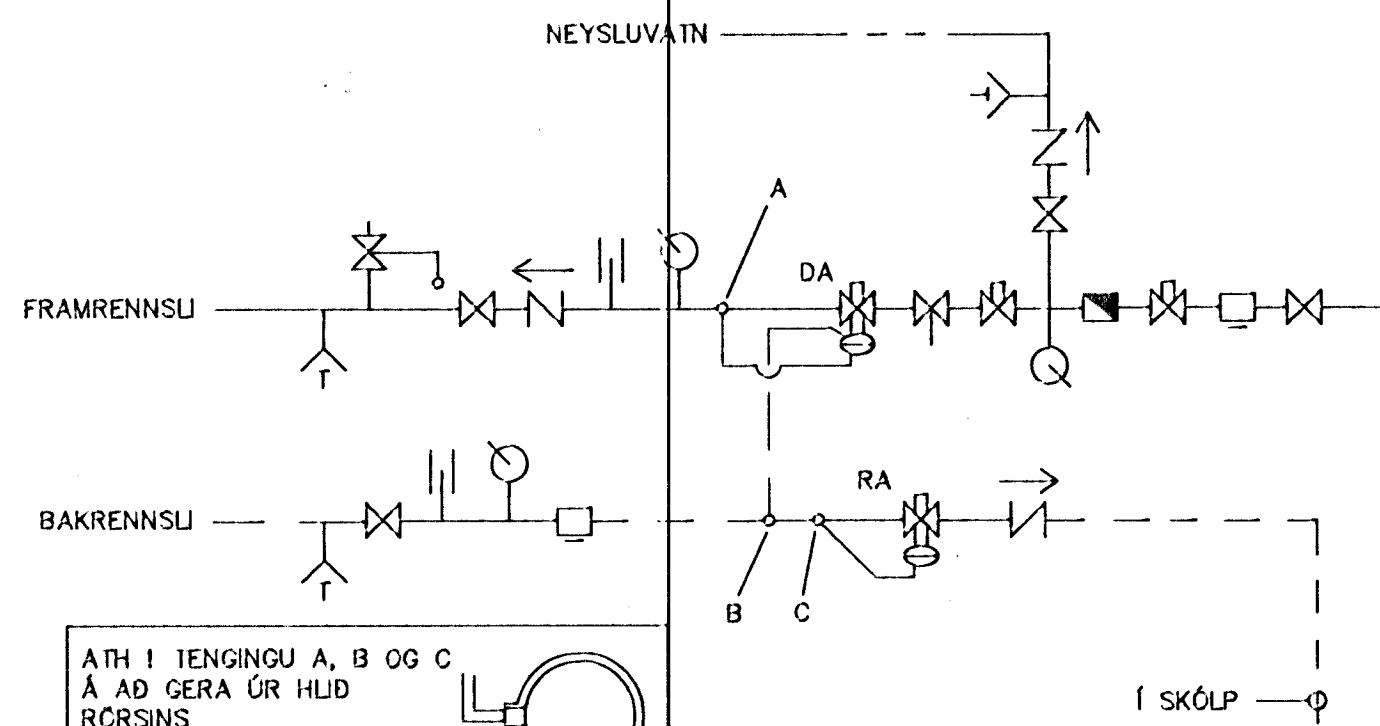 NEYSLUVATN
A
DA
FRAMRENNSLI
T
RA
BAKRENNSLI
T
B
C
ATH ! TENGINGU A, B OG C
Á AÐ GERA ÚR HLIÐ
RÖRSINS
Í SKÓLP